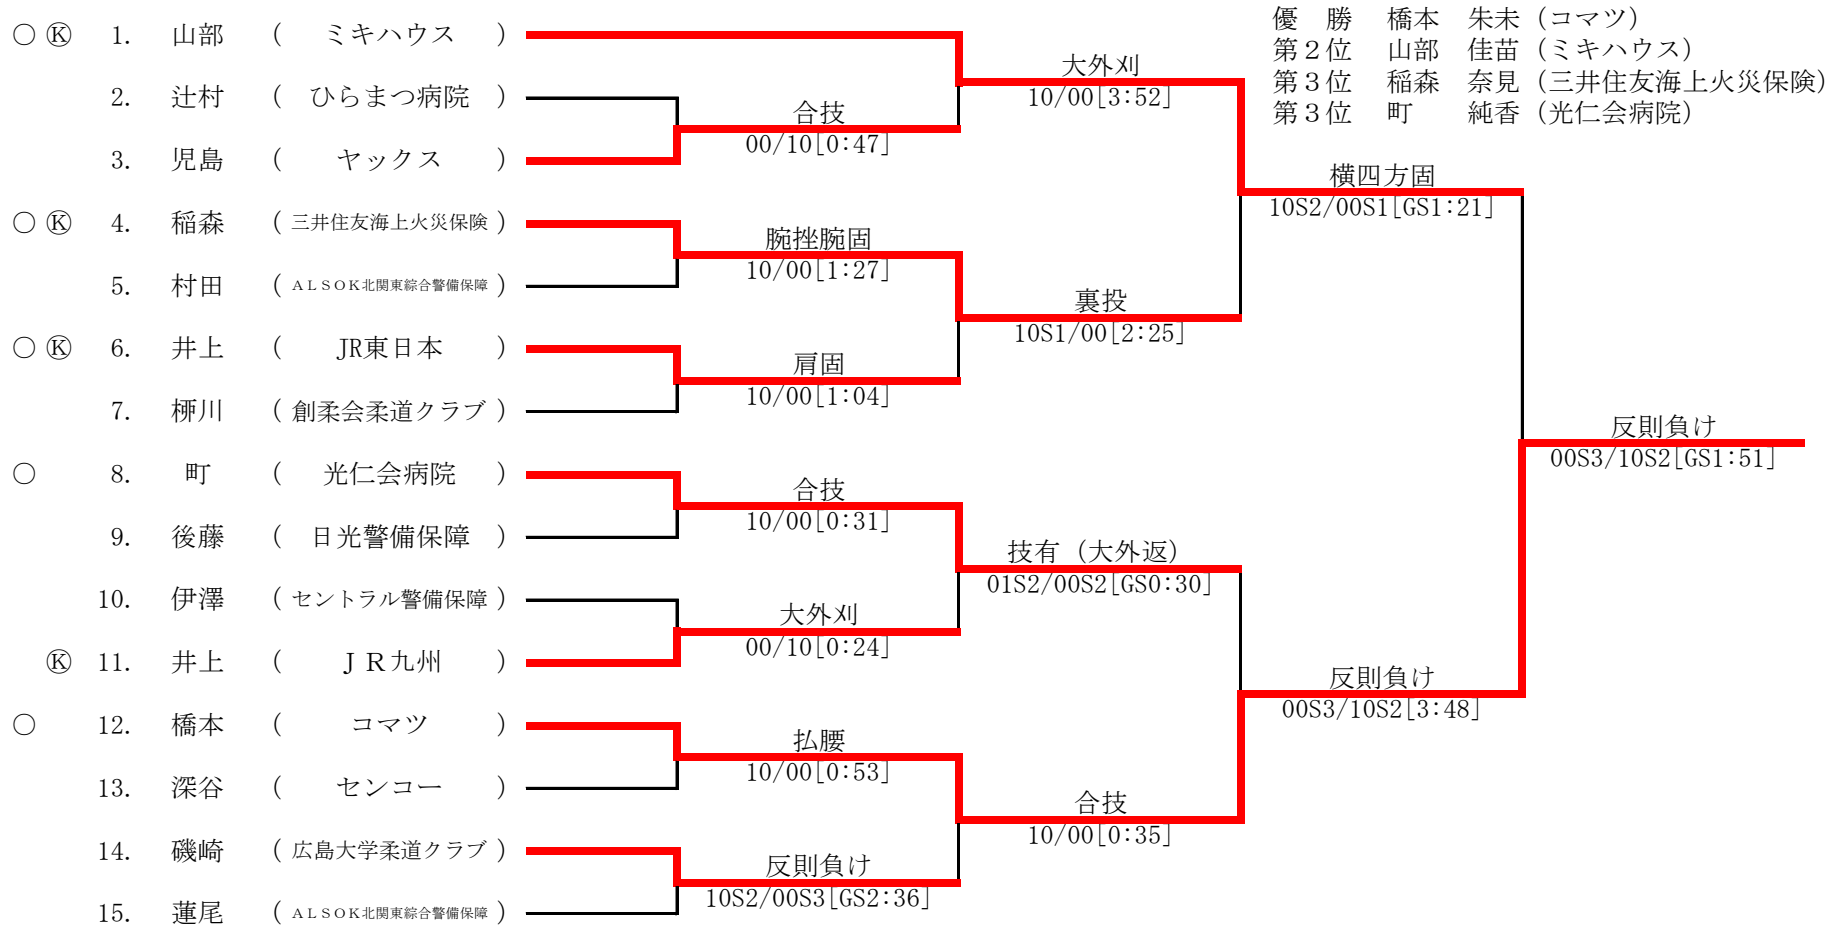 優　勝　橋本　朱未（コマツ）
第２位　山部　佳苗（ミキハウス）
第３位　稲森　奈見（三井住友海上火災保険）
第３位　町　　純香（光仁会病院）
○ Ⓚ 1. 山部 （ ミキハウス ）
2. 辻村 （ ひらまつ病院 ）
3. 児島 （ ヤックス ）
○ Ⓚ 4. 稲森 （ 三井住友海上火災保険 ）
5. 村田 （ ＡＬＳＯＫ北関東綜合警備保障 ）
○ Ⓚ 6. 井上 （ JR東日本 ）
7. 栁川 （ 創柔会柔道クラブ ）
○ 8. 町 （ 光仁会病院 ）
9. 後藤 （ 日光警備保障 ）
10. 伊澤 （ セントラル警備保障 ）
Ⓚ 11. 井上 （ ＪＲ九州 ）
○ 12. 橋本 （ コマツ ）
13. 深谷 （ センコー ）
14. 磯崎 （ 広島大学柔道クラブ ）
15. 蓮尾 （ ＡＬＳＯＫ北関東綜合警備保障 ）
合技
00/10[0:47]
腕挫腕固
10/00[1:27]
肩固
10/00[1:04]
合技
10/00[0:31]
大外刈
00/10[0:24]
払腰
10/00[0:53]
反則負け
10S2/00S3[GS2:36]
大外刈
10/00[3:52]
裏投
10S1/00[2:25]
技有（大外返）
01S2/00S2[GS0:30]
合技
10/00[0:35]
横四方固
10S2/00S1[GS1:21]
反則負け
00S3/10S2[3:48]
反則負け
00S3/10S2[GS1:51]